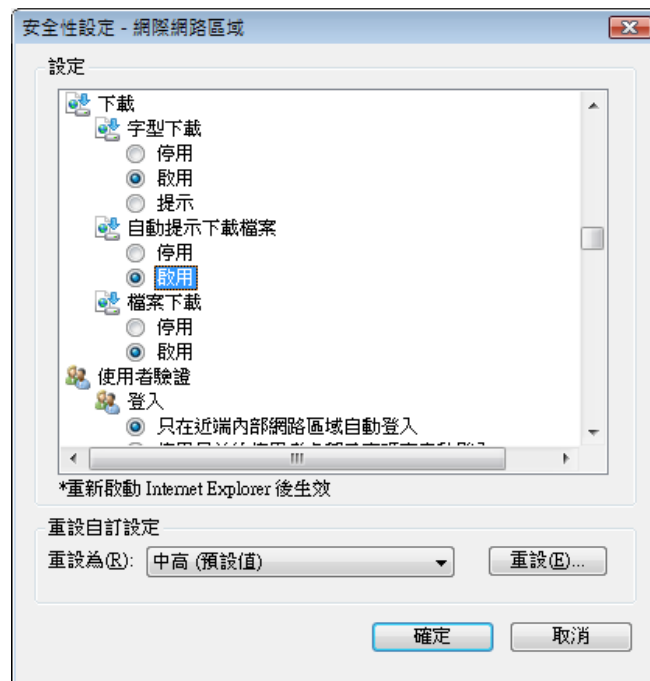 安全性設定 - 網際網路區域
設定
下載
字型下載
停用
啟用
提示
自動提示下載檔案
停用
啟用
檔案下載
停用
啟用
使用者驗證
登入
只在近端內部網路區域自動登入
*重新啟動 Internet Explorer 後生效
重設自訂設定
重設為(R): 中高 (預設值) 重設(E)...
確定 取消